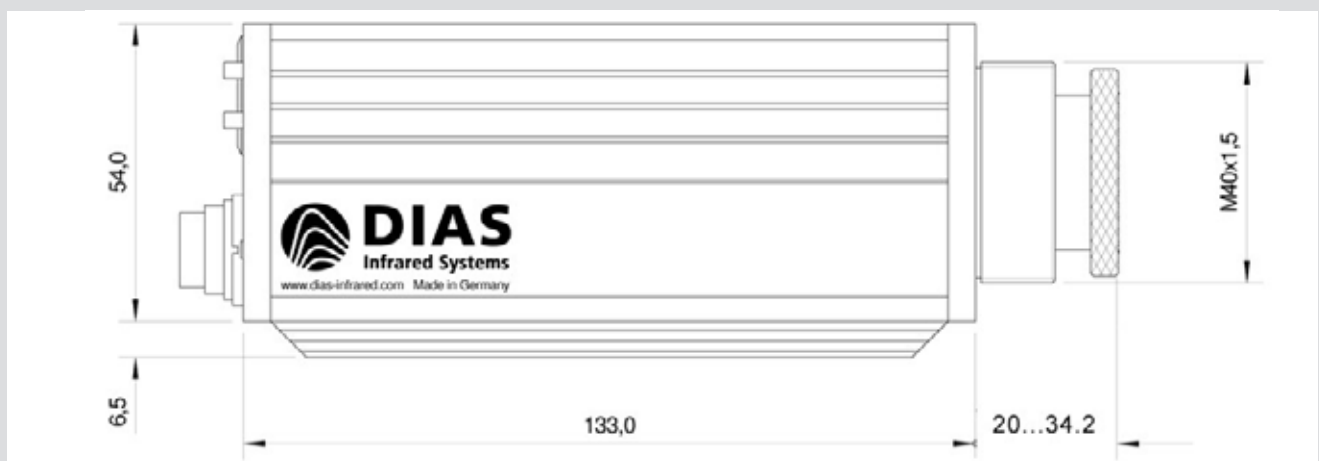 54,0
M40x1,5
DIAS
Infrared Systems
www.dias-infrared.com Made in Germany
6,5
133,0
20...34.2